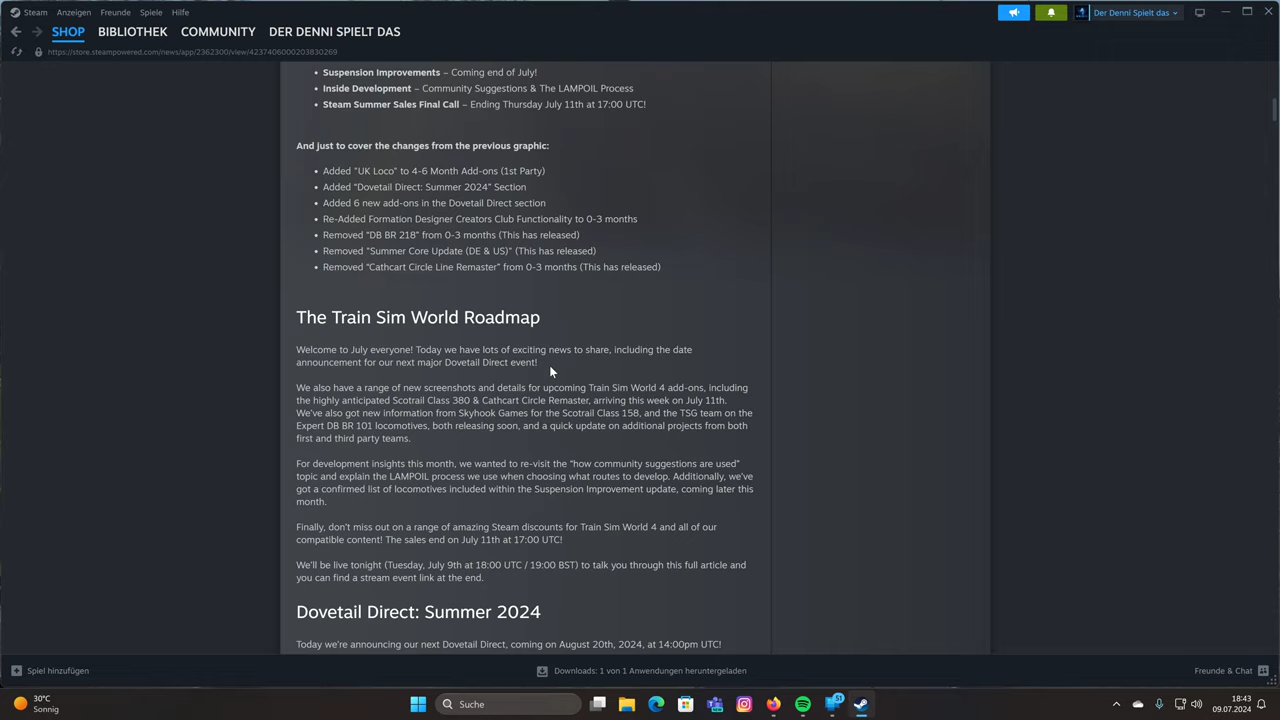 Steam Anzeigen Freunde Spiele Hilfe
Der Denni Spielt das
SHOP BIBLIOTHEK COMMUNITY DER DENNI SPIELT DAS
https://store.steampowered.com/news/app/2362300/view/4237406000203830269
• Suspension Improvements – Coming end of July!
• Inside Development – Community Suggestions & The LAMPOIL Process
• Steam Summer Sales Final Call – Ending Thursday July 11th at 17:00 UTC!
And just to cover the changes from the previous graphic:
• Added "UK Loco" to 4-6 Month Add-ons (1st Party)
• Added "Dovetail Direct: Summer 2024" Section
• Added 6 new add-ons in the Dovetail Direct section
• Re-Added Formation Designer Creators Club Functionality to 0-3 months
• Removed "DB BR 218" from 0-3 months (This has released)
• Removed "Summer Core Update (DE & US)" (This has released)
• Removed "Cathcart Circle Line Remaster" from 0-3 months (This has released)
The Train Sim World Roadmap
Welcome to July everyone! Today we have lots of exciting news to share, including the date
announcement for our next major Dovetail Direct event!
We also have a range of new screenshots and details for upcoming Train Sim World 4 add-ons, including
the highly anticipated Scotrail Class 380 & Cathcart Circle Remaster, arriving this week on July 11th.
We've also got new information from Skyhook Games for the Scotrail Class 158, and the TSG team on the
Expert DB BR 101 locomotives, both releasing soon, and a quick update on additional projects from both
first and third party teams.
For development insights this month, we wanted to re-visit the "how community suggestions are used"
topic and explain the LAMPOIL process we use when choosing what routes to develop. Additionally, we've
got a confirmed list of locomotives included within the Suspension Improvement update, coming later this
month.
Finally, don't miss out on a range of amazing Steam discounts for Train Sim World 4 and all of our
compatible content! The sales end on July 11th at 17:00 UTC!
We'll be live tonight (Tuesday, July 9th at 18:00 UTC / 19:00 BST) to talk you through this full article and
you can find a stream event link at the end.
Dovetail Direct: Summer 2024
Today we're announcing our next Dovetail Direct, coming on August 20th, 2024, at 14:00pm UTC!
Spiel hinzufügen
Downloads: 1 von 1 Anwendungen heruntergeladen
Freunde & Chat
30°C
Sonnig
Suche
51
18:43
09.07.2024